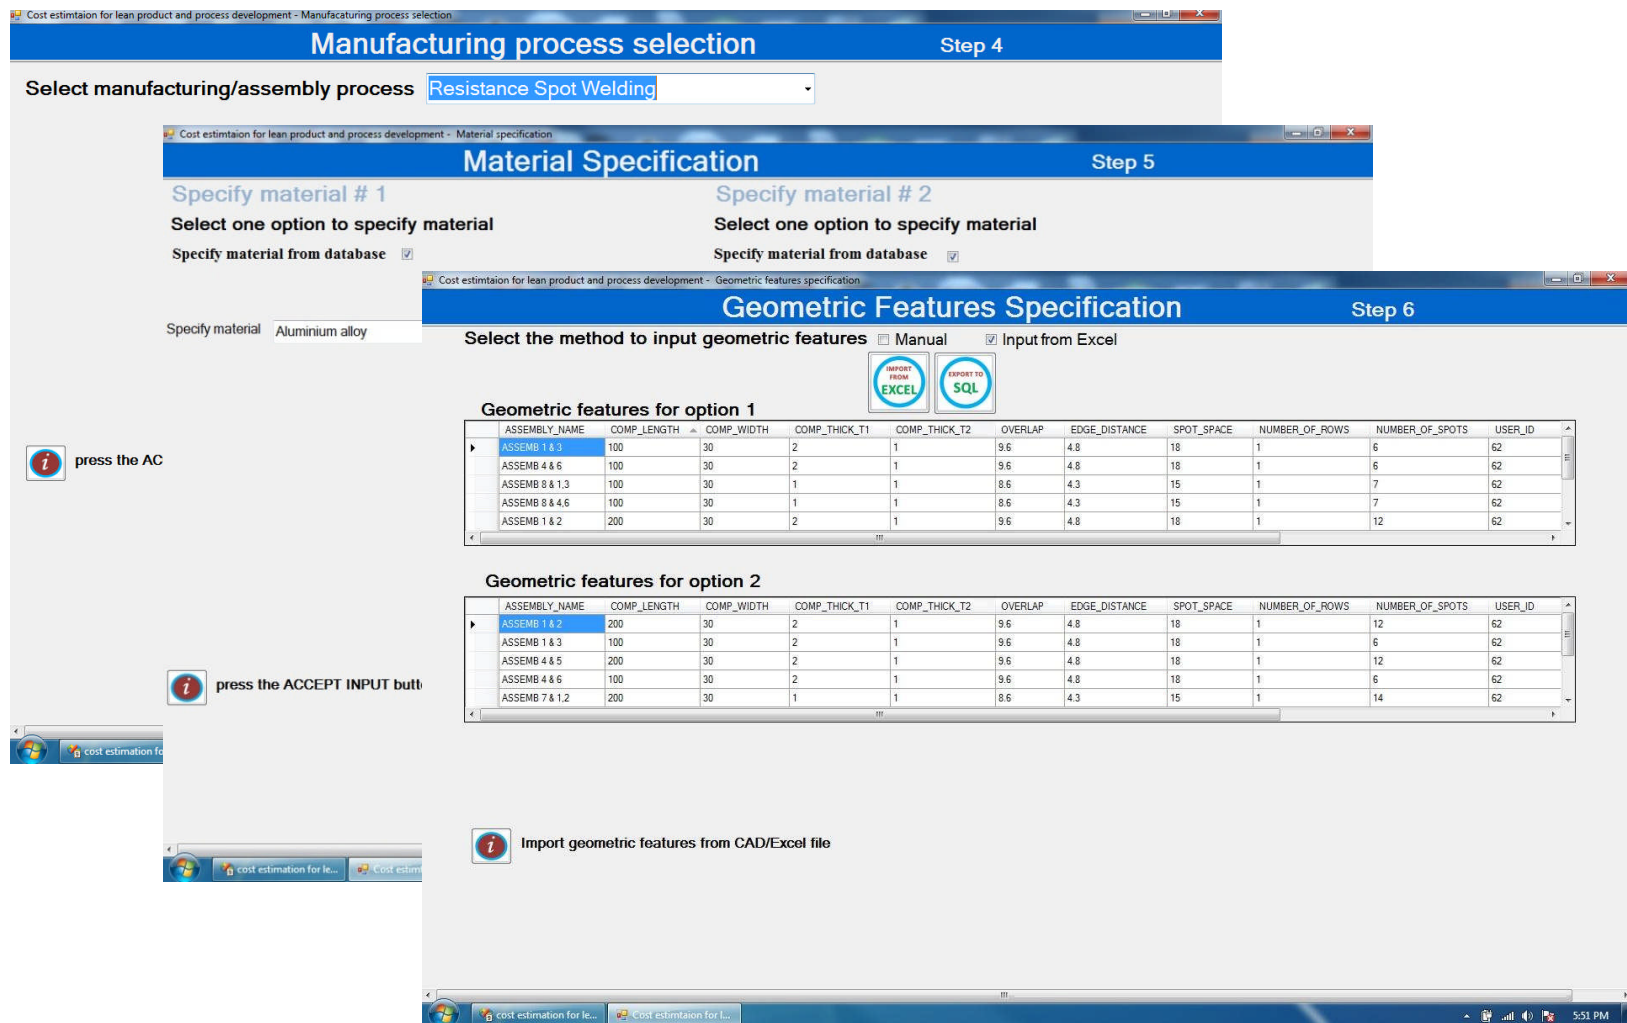 Cost estimtaion for lean product and process development - Manufacaturing process selection
Manufacturing process selection Step 4
Select manufacturing/assembly process Resistance Spot Welding
Cost estimtaion for lean product and process development - Material specification
Material Specification Step 5
Specify material # 1 Specify material # 2
Select one option to specify material Select one option to specify material
Specify material from database Specify material from database
Specify material Aluminium alloy
press the AC
press the ACCEPT INPUT butt
cost estimation fo
cost estimation for le... Cost estim
Cost estimtaion for lean product and process development - Geometric features specification
Geometric Features Specification Step 6
Select the method to input geometric features Manual Input from Excel
IMPORT FROM EXCEL EXPORT TO SQL
Geometric features for option 1
ASSEMBLY_NAME COMP_LENGTH COMP_WIDTH COMP_THICK_T1 COMP_THICK_T2 OVERLAP EDGE_DISTANCE SPOT_SPACE NUMBER_OF_ROWS NUMBER_OF_SPOTS USER_ID
ASSEMB 1 & 3 100 30 2 1 9.6 4.8 18 1 6 62
ASSEMB 4 & 6 100 30 2 1 9.6 4.8 18 1 6 62
ASSEMB 8 & 1,3 100 30 1 1 8.6 4.3 15 1 7 62
ASSEMB 8 & 4,6 100 30 1 1 8.6 4.3 15 1 7 62
ASSEMB 1 & 2 200 30 2 1 9.6 4.8 18 1 12 62
Geometric features for option 2
ASSEMBLY_NAME COMP_LENGTH COMP_WIDTH COMP_THICK_T1 COMP_THICK_T2 OVERLAP EDGE_DISTANCE SPOT_SPACE NUMBER_OF_ROWS NUMBER_OF_SPOTS USER_ID
ASSEMB 1 & 2 200 30 2 1 9.6 4.8 18 1 12 62
ASSEMB 1 & 3 100 30 2 1 9.6 4.8 18 1 6 62
ASSEMB 4 & 5 200 30 2 1 9.6 4.8 18 1 12 62
ASSEMB 4 & 6 100 30 2 1 9.6 4.8 18 1 6 62
ASSEMB 7 & 1,2 200 30 1 1 8.6 4.3 15 1 14 62
Import geometric features from CAD/Excel file
cost estimation for le... Cost estimtaion for l... 5:51 PM